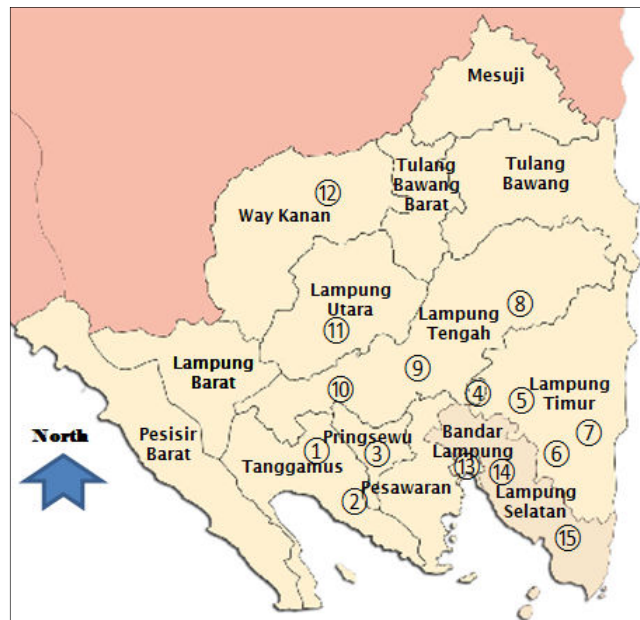 Mesuji
Tulang
Bawang
Barat
Tulang
Bawang
⑫
Way Kanan
Lampung
Utara
⑪
Lampung
Tengah
⑧
Lampung
Barat
⑨
⑩
④
⑤
Lampung
Timur
⑦
⑥
North
Pesisir
Barat
①
Tanggamus
②
Pringsewu
③
Pesawaran
Bandar
Lampung
⑬
⑭
Lampung
Selatan
⑮